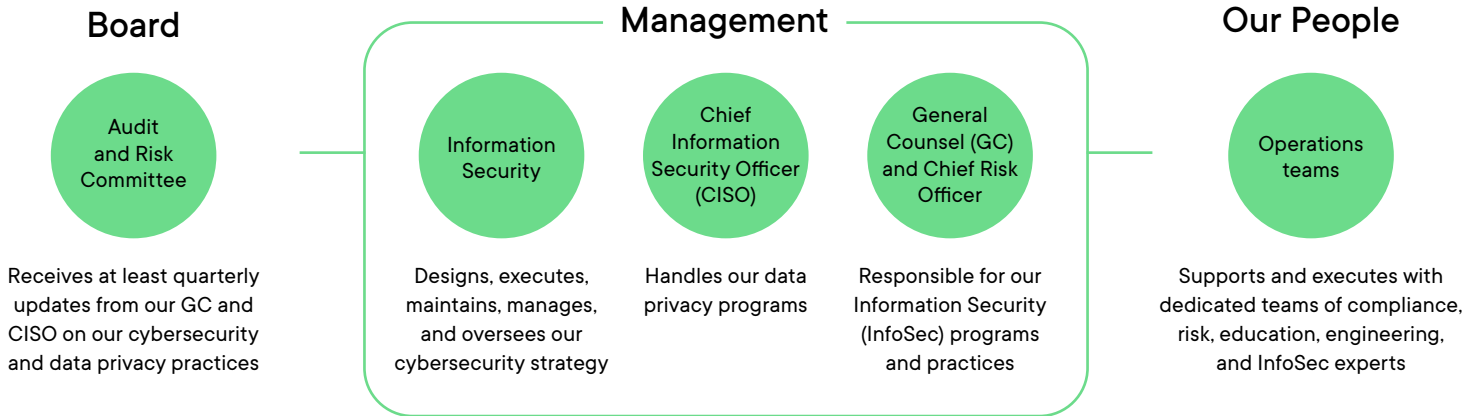 Board
Audit
and Risk
Committee
Receives at least quarterly
updates from our GC and
CISO on our cybersecurity
and data privacy practices
Management
Information
Security
Designs, executes,
maintains, manages,
and oversees our
cybersecurity strategy
Chief
Information
Security Officer
(CISO)
Handles our data
privacy programs
General
Counsel (GC)
and Chief Risk
Officer
Responsible for our
Information Security
(InfoSec) programs
and practices
Our People
Operations
teams
Supports and executes with
dedicated teams of compliance,
risk, education, engineering,
and InfoSec experts